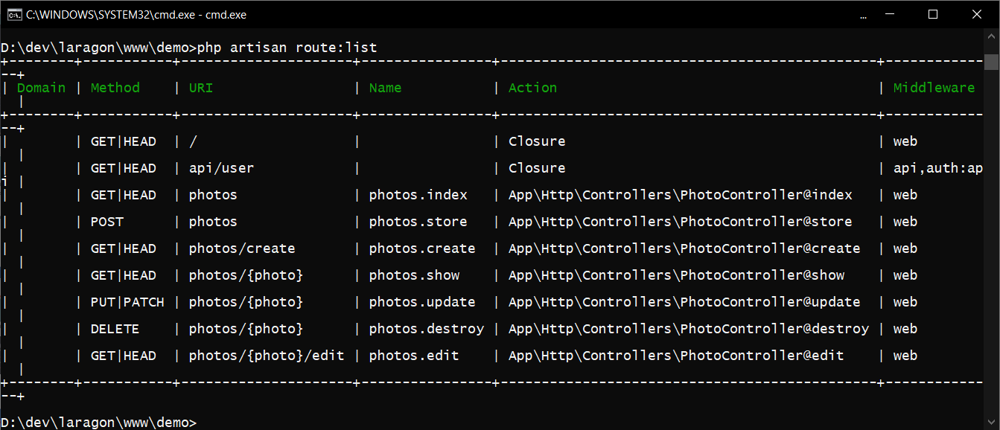 C:\WINDOWS\SYSTEM32\cmd.exe - cmd.exe
D:\dev\laragon\www\demo>php artisan route:list
+--------+-----------+----------------------+----------------+----------------------------------------------+------------
--+
| Domain | Method    | URI                  | Name           | Action                                       | Middleware
  |
+--------+-----------+----------------------+----------------+----------------------------------------------+------------
--+
|        | GET|HEAD  | /                    |                | Closure                                      | web
  |
|        | GET|HEAD  | api/user             |                | Closure                                      | api,auth:ap
i |
|        | GET|HEAD  | photos               | photos.index   | App\Http\Controllers\PhotoController@index   | web
  |
|        | POST      | photos               | photos.store   | App\Http\Controllers\PhotoController@store   | web
  |
|        | GET|HEAD  | photos/create        | photos.create  | App\Http\Controllers\PhotoController@create  | web
  |
|        | GET|HEAD  | photos/{photo}       | photos.show    | App\Http\Controllers\PhotoController@show    | web
  |
|        | PUT|PATCH | photos/{photo}       | photos.update  | App\Http\Controllers\PhotoController@update  | web
  |
|        | DELETE    | photos/{photo}       | photos.destroy | App\Http\Controllers\PhotoController@destroy | web
  |
|        | GET|HEAD  | photos/{photo}/edit  | photos.edit    | App\Http\Controllers\PhotoController@edit    | web
  |
+--------+-----------+----------------------+----------------+----------------------------------------------+------------
--+
D:\dev\laragon\www\demo>